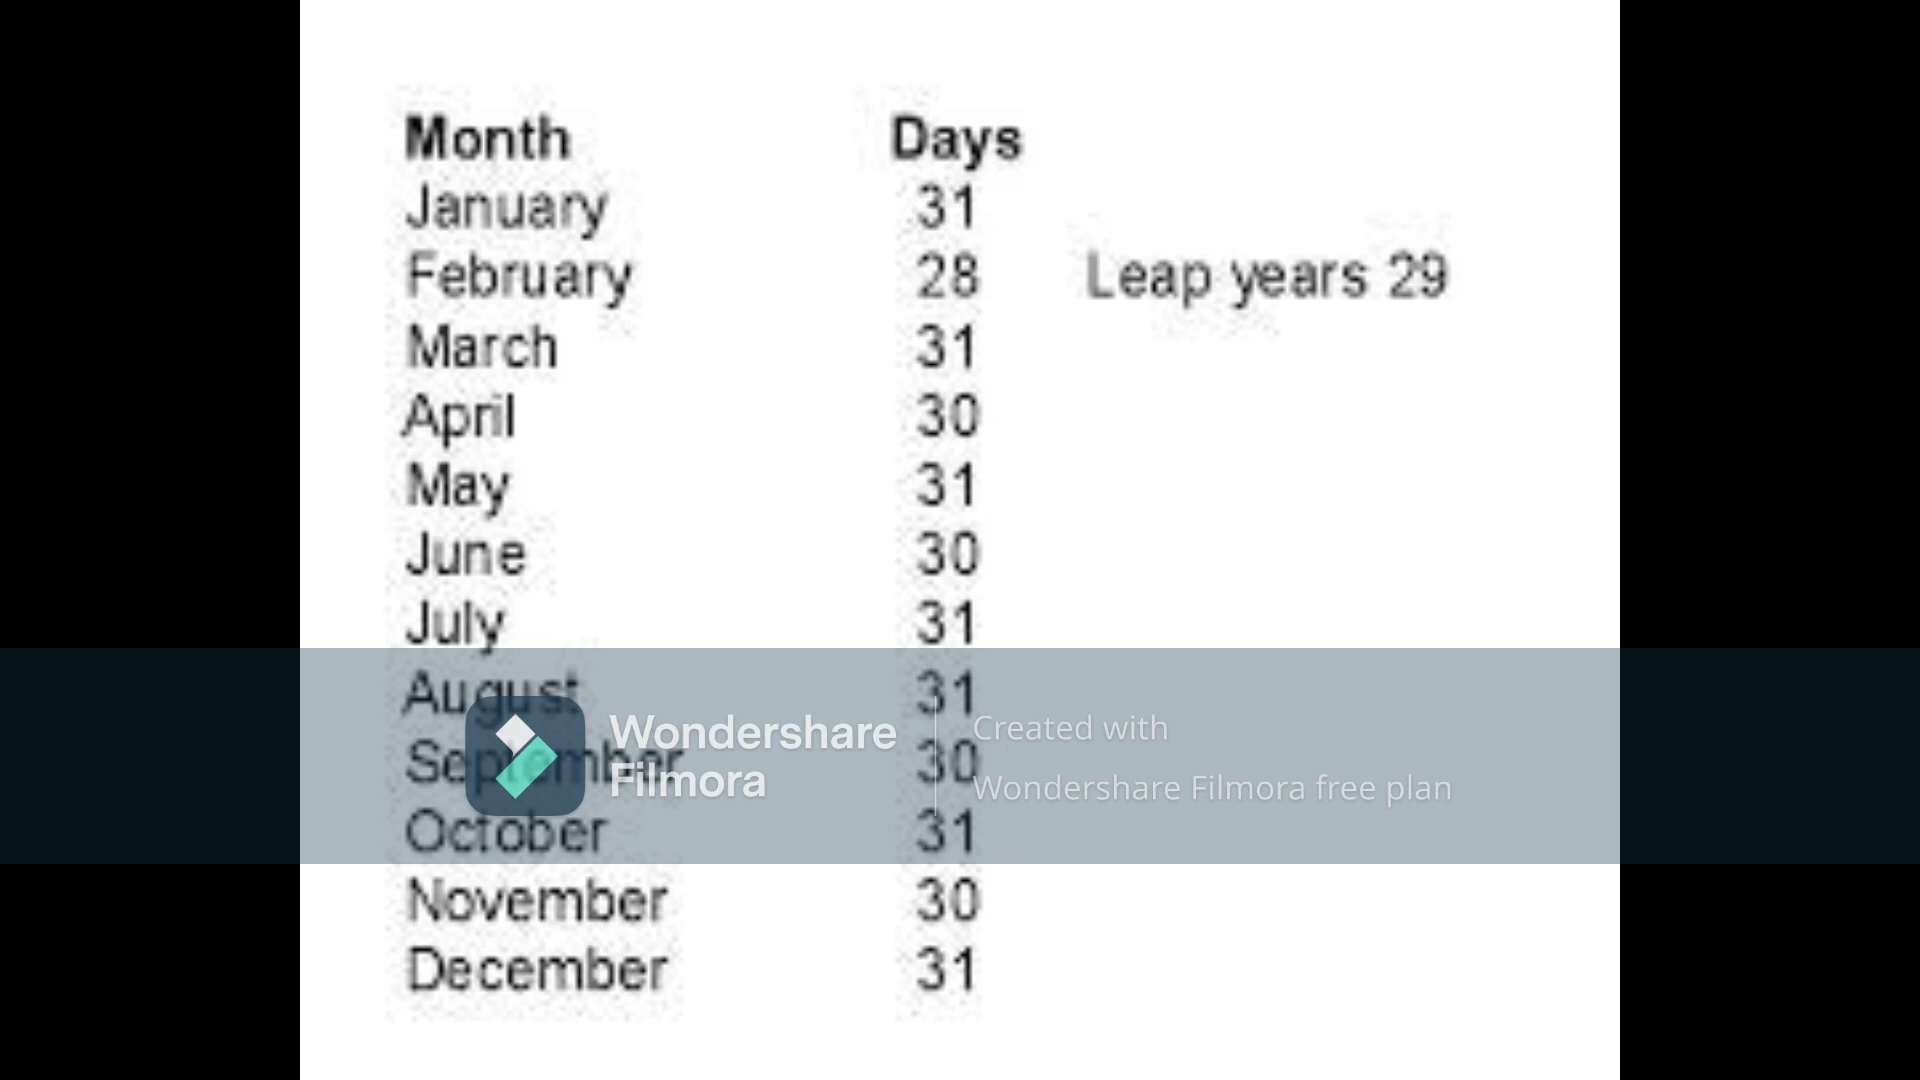 Month Days
January 31
February 28 Leap years 29
March 31
April 30
May 31
June 30
July 31
August 31
September 30
October 31
November 30
December 31
Wondershare
Filmora
Created with
Wondershare Filmora free plan